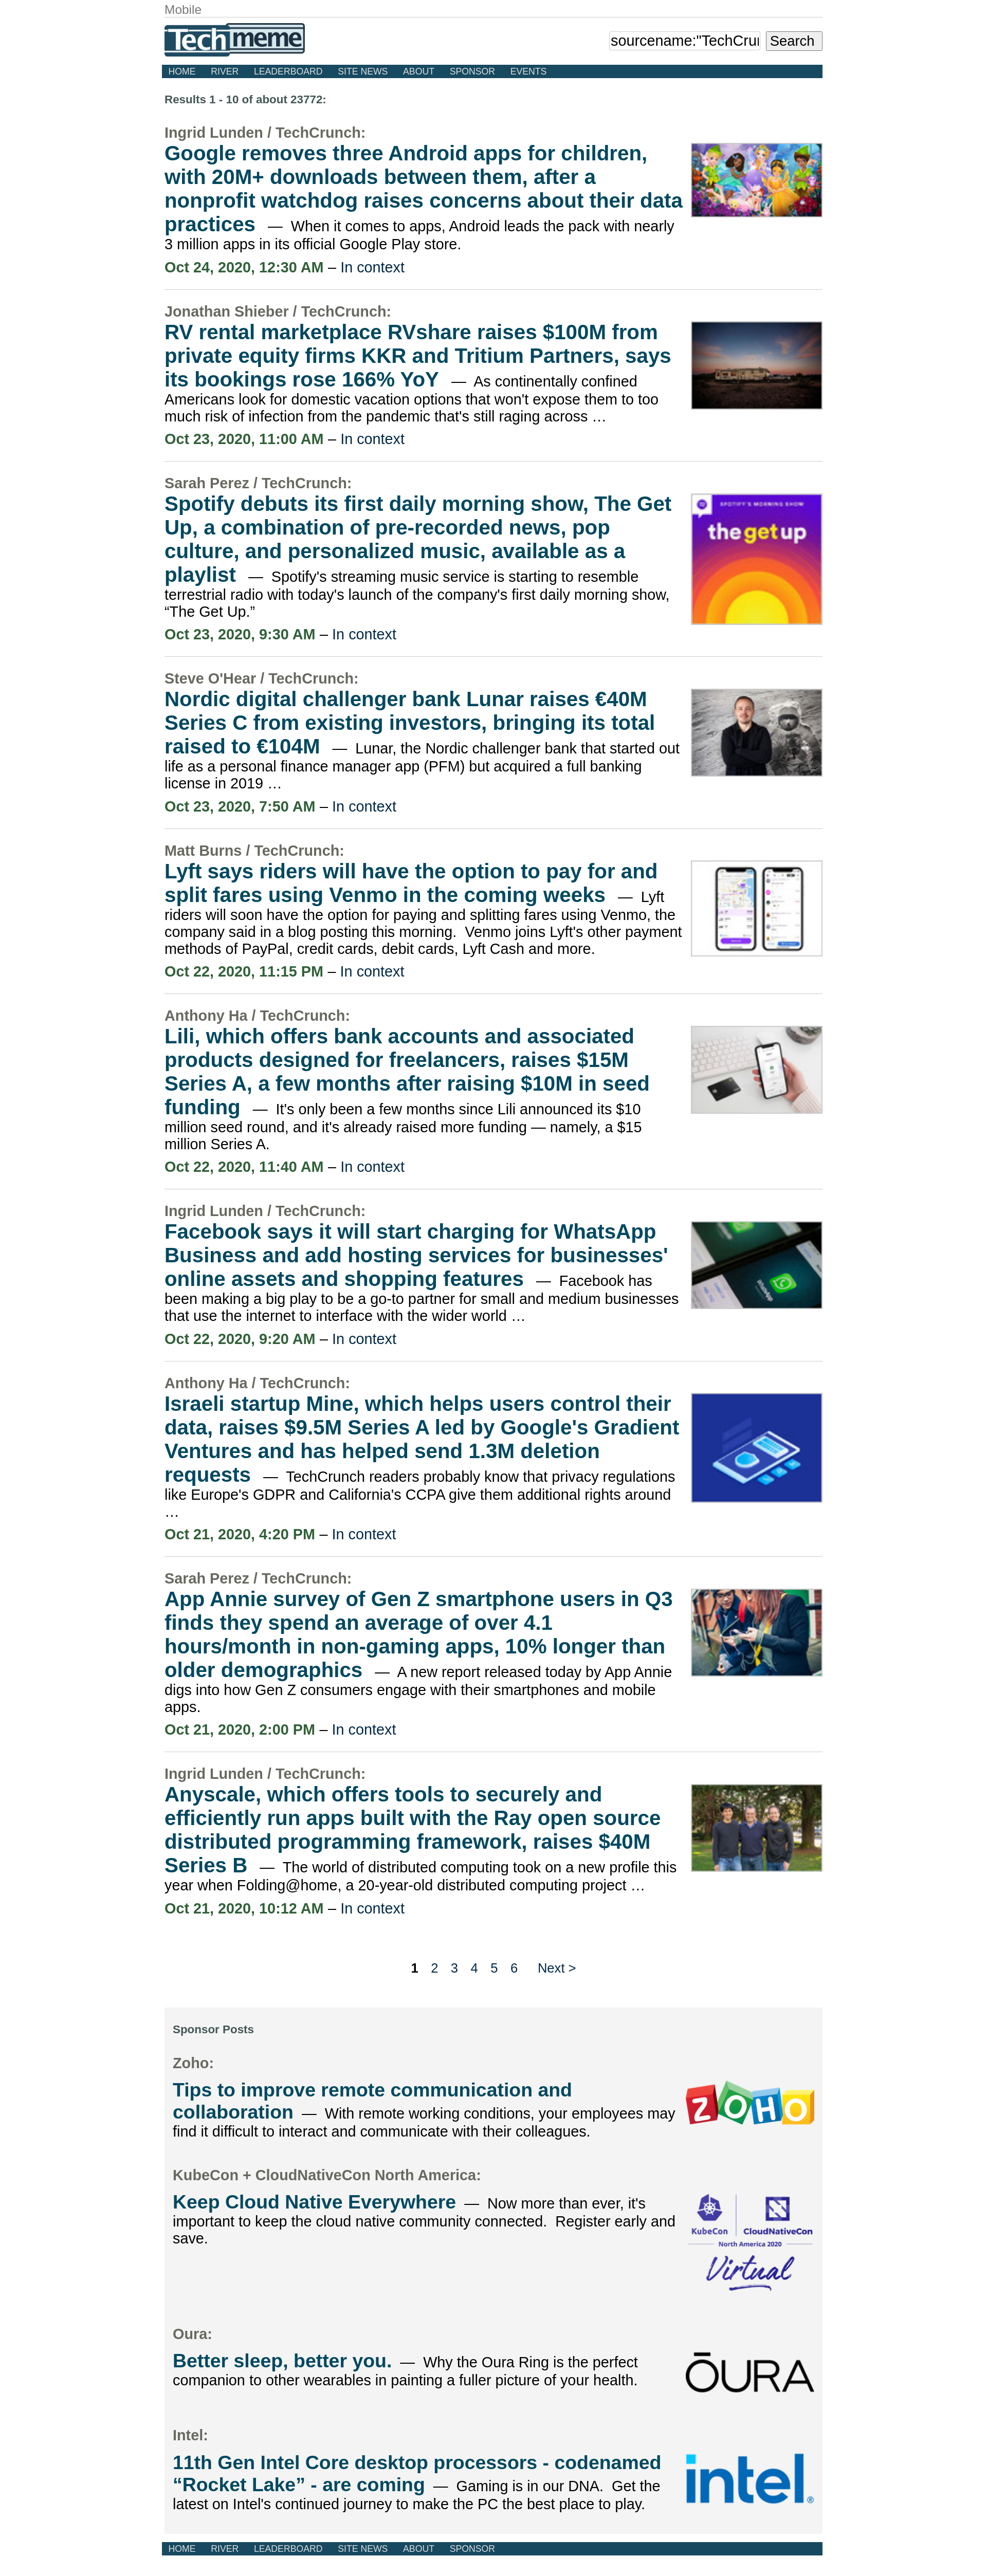 Mobile
Techmeme
sourcename:"TechCru
Search
HOME RIVER LEADERBOARD SITE NEWS ABOUT SPONSOR EVENTS
Results 1 - 10 of about 23772:
Ingrid Lunden / TechCrunch:
Google removes three Android apps for children,
with 20M+ downloads between them, after a
nonprofit watchdog raises concerns about their data
practices — When it comes to apps, Android leads the pack with nearly
3 million apps in its official Google Play store.
Oct 24, 2020, 12:30 AM – In context
Jonathan Shieber / TechCrunch:
RV rental marketplace RVshare raises $100M from
private equity firms KKR and Tritium Partners, says
its bookings rose 166% YoY — As continentally confined
Americans look for domestic vacation options that won't expose them to too
much risk of infection from the pandemic that's still raging across …
Oct 23, 2020, 11:00 AM – In context
Sarah Perez / TechCrunch:
Spotify debuts its first daily morning show, The Get
Up, a combination of pre-recorded news, pop
culture, and personalized music, available as a
playlist — Spotify's streaming music service is starting to resemble
terrestrial radio with today's launch of the company's first daily morning show,
“The Get Up.”
SPOTIFY'S MORNING SHOW
the get up
Oct 23, 2020, 9:30 AM – In context
Steve O'Hear / TechCrunch:
Nordic digital challenger bank Lunar raises €40M
Series C from existing investors, bringing its total
raised to €104M — Lunar, the Nordic challenger bank that started out
life as a personal finance manager app (PFM) but acquired a full banking
license in 2019 …
Oct 23, 2020, 7:50 AM – In context
Matt Burns / TechCrunch:
Lyft says riders will have the option to pay for and
split fares using Venmo in the coming weeks — Lyft
riders will soon have the option for paying and splitting fares using Venmo, the
company said in a blog posting this morning. Venmo joins Lyft's other payment
methods of PayPal, credit cards, debit cards, Lyft Cash and more.
Oct 22, 2020, 11:15 PM – In context
Anthony Ha / TechCrunch:
Lili, which offers bank accounts and associated
products designed for freelancers, raises $15M
Series A, a few months after raising $10M in seed
funding — It's only been a few months since Lili announced its $10
million seed round, and it's already raised more funding — namely, a $15
million Series A.
Oct 22, 2020, 11:40 AM – In context
Ingrid Lunden / TechCrunch:
Facebook says it will start charging for WhatsApp
Business and add hosting services for businesses'
online assets and shopping features — Facebook has
been making a big play to be a go-to partner for small and medium businesses
that use the internet to interface with the wider world …
WhatsApp
Oct 22, 2020, 9:20 AM – In context
Anthony Ha / TechCrunch:
Israeli startup Mine, which helps users control their
data, raises $9.5M Series A led by Google's Gradient
Ventures and has helped send 1.3M deletion
requests — TechCrunch readers probably know that privacy regulations
like Europe's GDPR and California's CCPA give them additional rights around
…
Oct 21, 2020, 4:20 PM – In context
Sarah Perez / TechCrunch:
App Annie survey of Gen Z smartphone users in Q3
finds they spend an average of over 4.1
hours/month in non-gaming apps, 10% longer than
older demographics — A new report released today by App Annie
digs into how Gen Z consumers engage with their smartphones and mobile
apps.
Oct 21, 2020, 2:00 PM – In context
Ingrid Lunden / TechCrunch:
Anyscale, which offers tools to securely and
efficiently run apps built with the Ray open source
distributed programming framework, raises $40M
Series B — The world of distributed computing took on a new profile this
year when Folding@home, a 20-year-old distributed computing project …
Oct 21, 2020, 10:12 AM – In context
1 2 3 4 5 6 Next >
Sponsor Posts
Zoho:
Tips to improve remote communication and
collaboration — With remote working conditions, your employees may
find it difficult to interact and communicate with their colleagues.
ZOHO
KubeCon + CloudNativeCon North America:
Keep Cloud Native Everywhere — Now more than ever, it's
important to keep the cloud native community connected. Register early and
save.
KubeCon CloudNativeCon
North America 2020
Virtual
Oura:
Better sleep, better you. — Why the Oura Ring is the perfect
companion to other wearables in painting a fuller picture of your health.
ŌURA
Intel:
11th Gen Intel Core desktop processors - codenamed
“Rocket Lake” - are coming — Gaming is in our DNA. Get the
latest on Intel's continued journey to make the PC the best place to play.
intel®
HOME RIVER LEADERBOARD SITE NEWS ABOUT SPONSOR